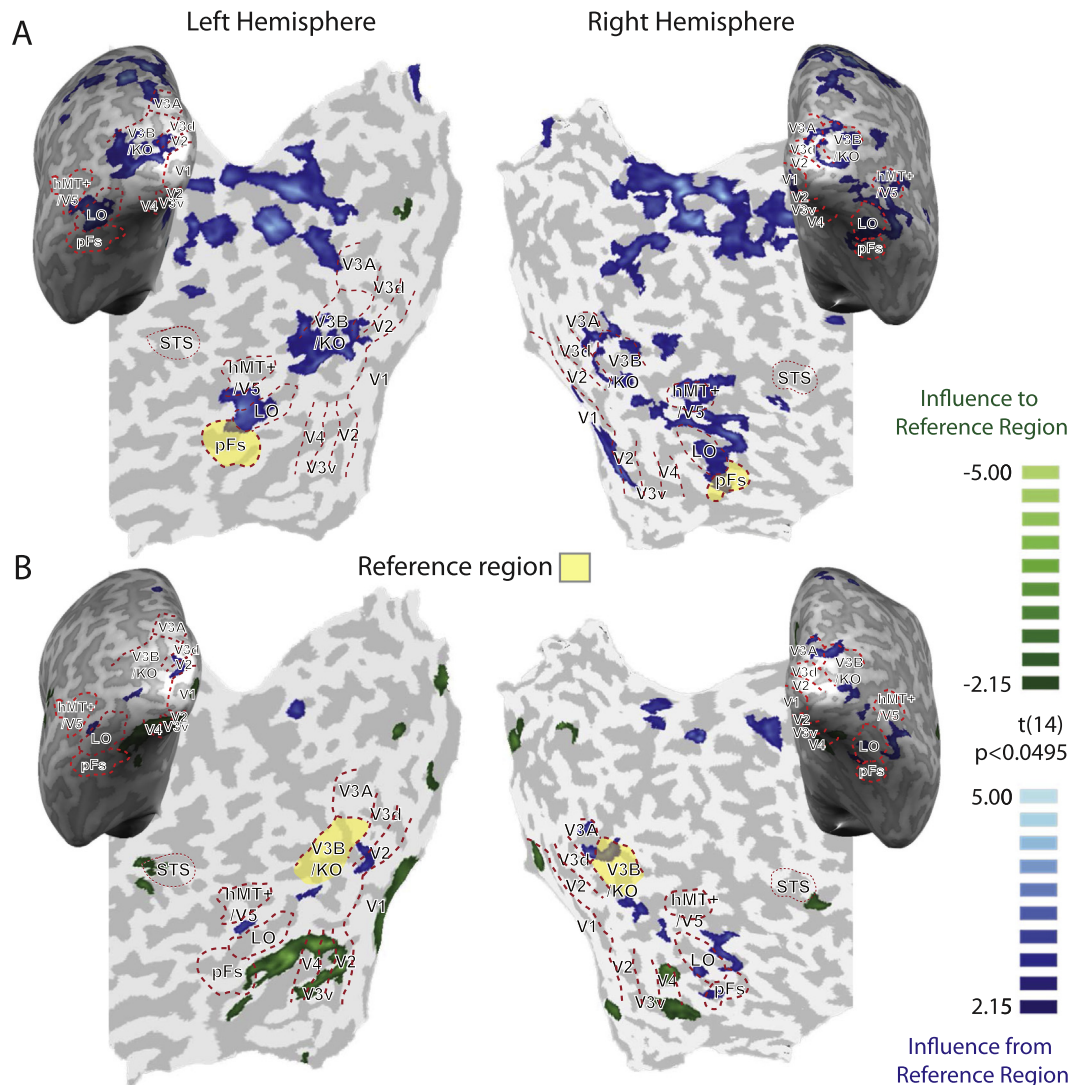 A
Left Hemisphere
Right Hemisphere
V3A
V3d
V3B
/KO
V2
V1
hMT+
/V5
V2
V3v
V4
LO
pFs
V3A
V3d
V3B
/KO
V2
V1
STS
hMT+
/V5
LO
pFs
V4
V2
V3v
V3A
V3B
/KO
V3d
V2
V1
hMT+
/V5
V2
V3v
V4
LO
pFs
V3A
V3d
V3B
/KO
V2
STS
hMT+
/V5
V1
LO
V2
V4
pFs
V3v
Influence to
Reference Region
-5.00
-2.15
t(14)
p<0.0495
5.00
2.15
Influence from
Reference Region
B
Reference region
V3A
V3d
V3B
/KO
V2
V1
hMT+
/V5
V2
V3v
V4
LO
pFs
V3A
V3d
V3B
/KO
V2
STS
hMT+
/V5
V1
LO
pFs
V4
V2
V3v
V3A
V3B
/KO
V3d
V2
V1
hMT+
/V5
V2
V3v
V4
LO
pFs
V3A
V3d
V3B
/KO
V2
STS
hMT+
/V5
V1
LO
V2
V4
pFs
V3v